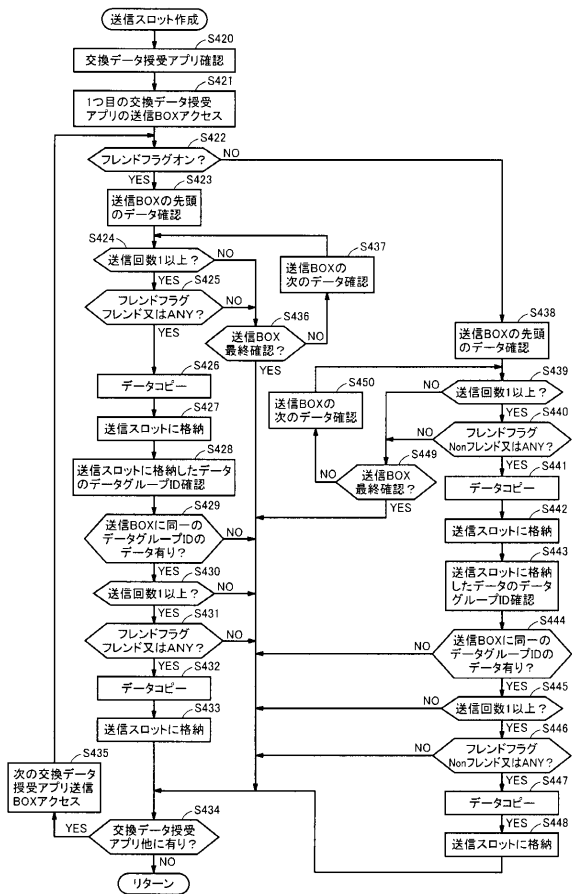 送信スロット作成
S420
交換データ授受アプリ確認
S421
1つ目の交換データ授受
アプリの送信BOXアクセス
S422
フレンドフラグオン？
NO
YES
S423
送信BOXの先頭
のデータ確認
S424
送信回数1以上？
NO
YES
S425
フレンドフラグ
フレンド又はANY？
NO
YES
S437
送信BOXの
次のデータ確認
S436
送信BOX
最終確認？
NO
YES
S426
データコピー
S427
送信スロットに格納
S428
送信スロットに格納したデータ
のデータグループID確認
S429
送信BOXに同一の
データグループIDの
データ有り？
NO
YES
S430
送信回数1以上？
NO
YES
S431
フレンドフラグ
フレンド又はANY？
NO
YES
S432
データコピー
S433
送信スロットに格納
S435
次の交換データ
授受アプリ送信
BOXアクセス
S434
交換データ授受
アプリ他に有り？
YES
NO
リターン
S438
送信BOXの先頭
のデータ確認
S439
送信回数1以上？
NO
YES
S440
フレンドフラグ
Nonフレンド又はANY？
NO
YES
S450
送信BOXの
次のデータ確認
S449
送信BOX
最終確認？
NO
YES
S441
データコピー
S442
送信スロットに格納
S443
送信スロットに格納
したデータのデータ
グループID確認
S444
送信BOXに同一の
データグループIDの
データ有り？
NO
YES
S445
送信回数1以上？
NO
YES
S446
フレンドフラグ
Nonフレンド又はANY？
NO
YES
S447
データコピー
S448
送信スロットに格納